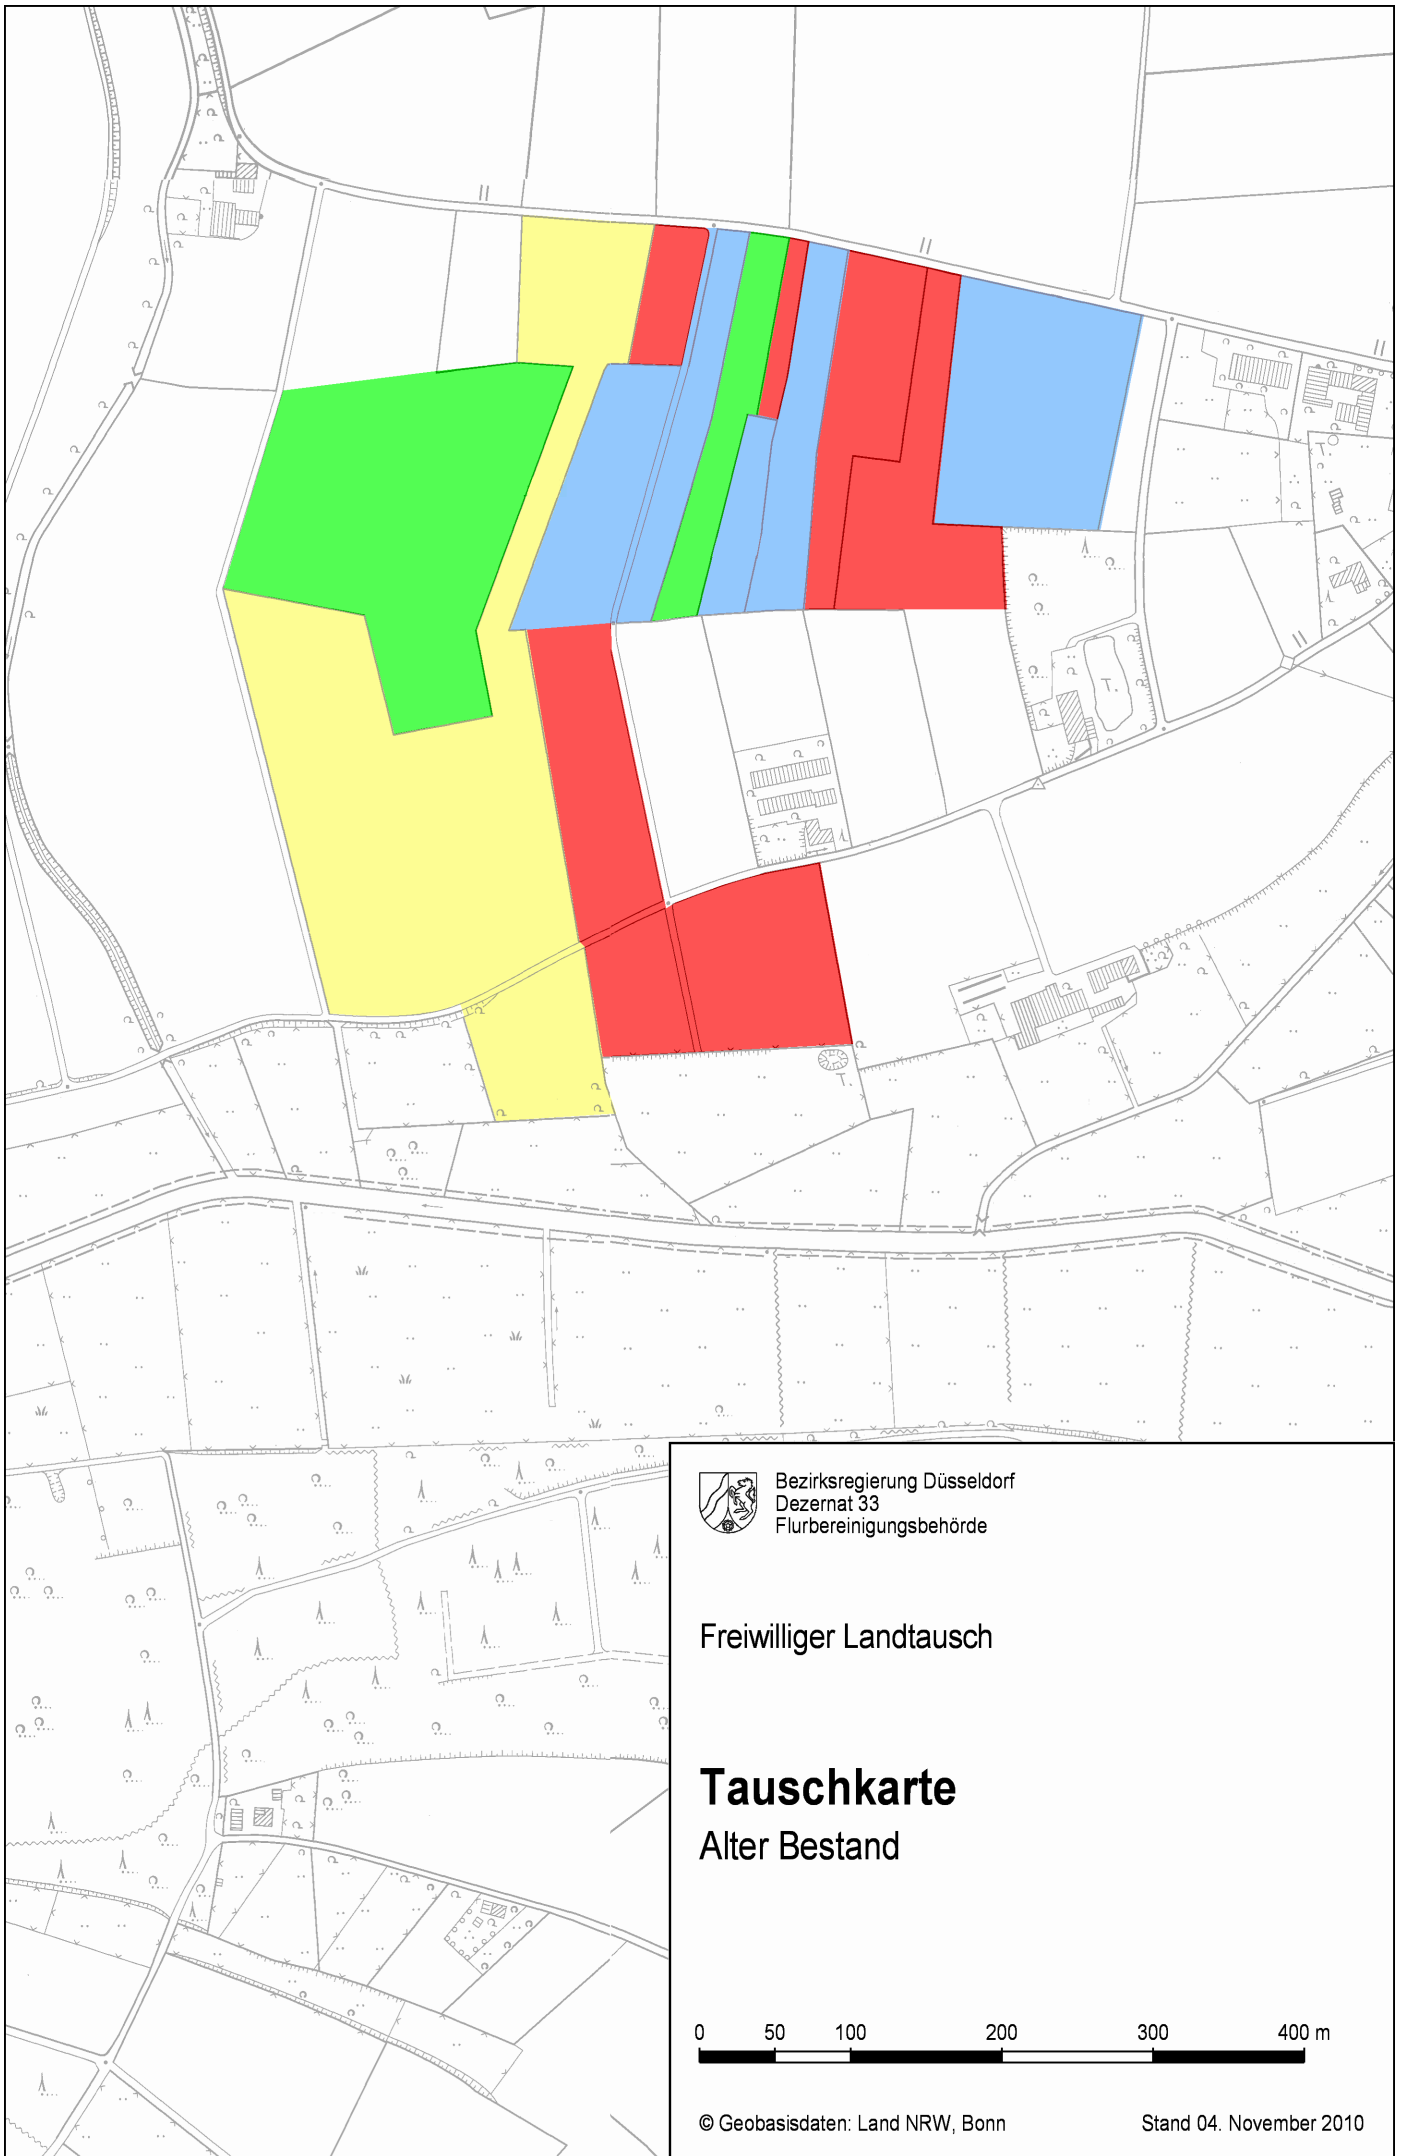 Bezirksregierung Düsseldorf
Dezernat 33
Flurbereinigungsbehörde
Freiwilliger Landtausch
Tauschkarte
Alter Bestand
0 50 100 200 300 400 m
© Geobasisdaten: Land NRW, Bonn Stand 04. November 2010